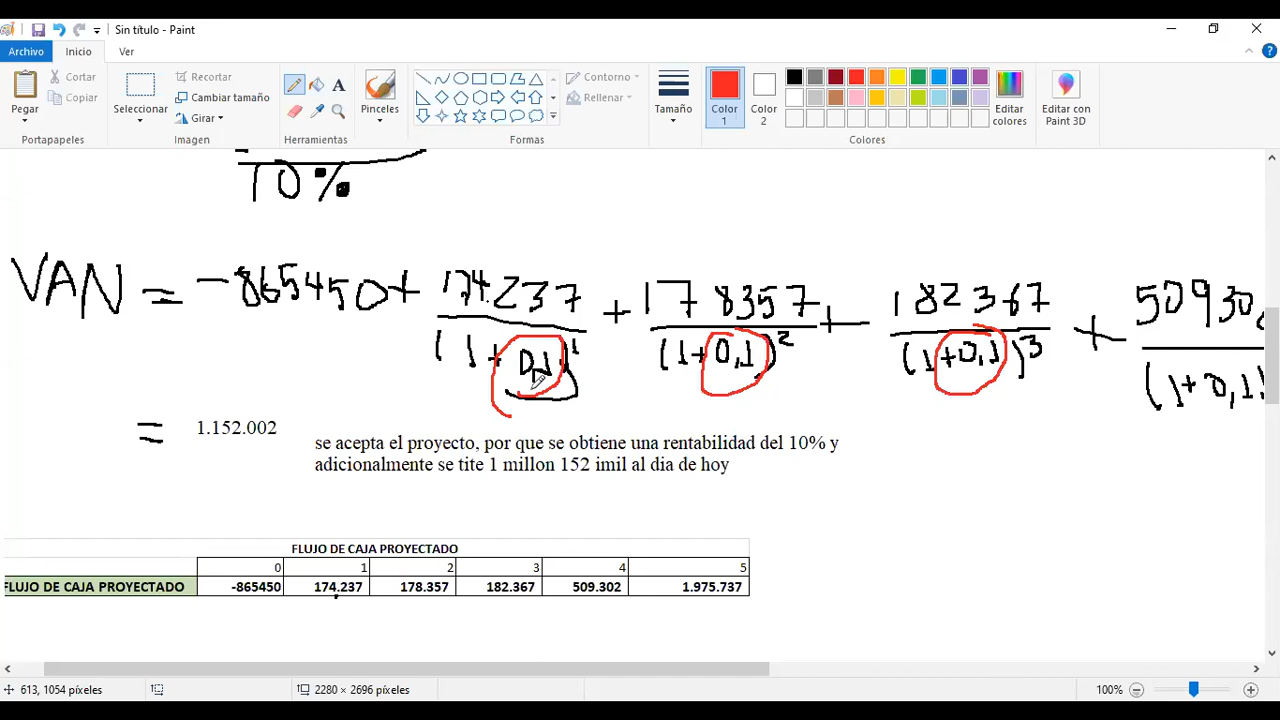 Sin título - Paint
Archivo Inicio Ver
Pegar
Cortar
Copiar
Portapapeles
Seleccionar
Recortar
Cambiar tamaño
Girar
Imagen
A
Herramientas
Pinceles
Contorno
Rellenar
Formas
Tamaño
Color 1
Color 2
Editar colores
Colores
Editar con Paint 3D
10%
VAN = -865450 + 174.237 + 178357 + 182367 + 50930
(1+0,1)1 (1+0,1)2 (1+0,1)3 (1+0,1)
= 1.152.002
se acepta el proyecto, por que se obtiene una rentabilidad del 10% y
adicionalmente se tite 1 millon 152 imil al dia de hoy
FLUJO DE CAJA PROYECTADO
0 1 2 3 4 5
FLUJO DE CAJA PROYECTADO -865450 174.237 178.357 182.367 509.302 1.975.737
613, 1054 píxeles 2280 × 2696 píxeles 100%